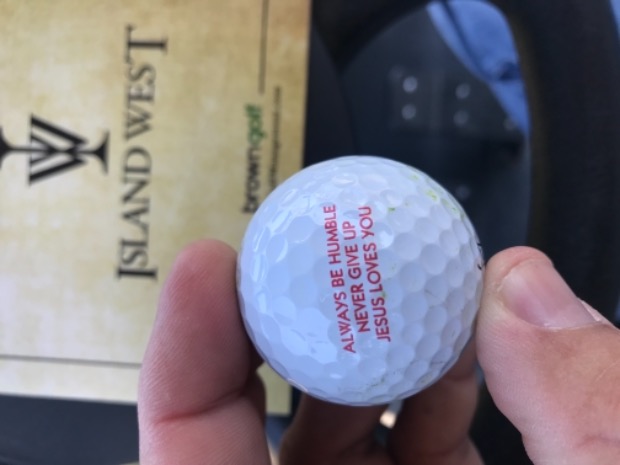 ISLAND WEST
browngolf
ALWAYS BE HUMBLE
NEVER GIVE UP
JESUS LOVES YOU